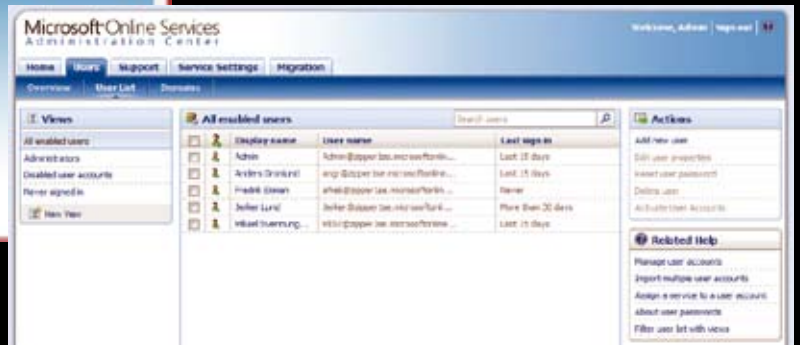 Microsoft Online Services
Administration Center
Welcome, Admin | Sign out
Home Users Support Service Settings Migration
Overview User List Domains
Views
All enabled users
Administrators
Disabled user accounts
Never signed in
New View
All enabled users
Search users
Display name User name Last sign in
Admin Last 15 days
Anders Last 15 days
Fredrik Never
Jerker Lund More than 30 days
Mikael Last 15 days
Actions
Add new user
Edit user properties
Reset user password
Delete user
Activate User Accounts
Related Help
Manage user accounts
Import multiple user accounts
Assign a service to a user account
About user passwords
Filter user list with views